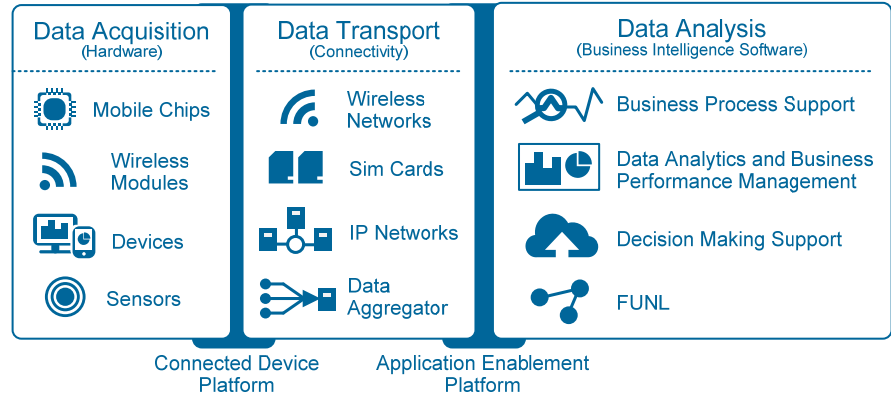 Data Acquisition
(Hardware)
Mobile Chips
Wireless
Modules
Devices
Sensors
Data Transport
(Connectivity)
Wireless
Networks
Sim Cards
IP Networks
Data
Aggregator
Data Analysis
(Business Intelligence Software)
Business Process Support
Data Analytics and Business
Performance Management
Decision Making Support
FUNL
Connected Device
Platform
Application Enablement
Platform